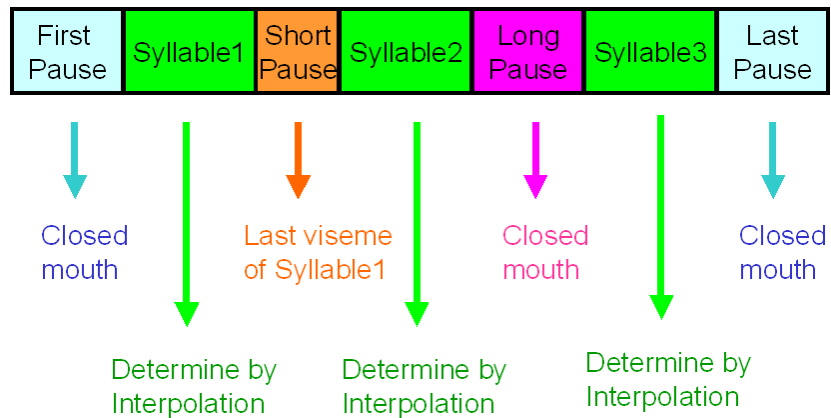 First
Pause
Syllable1
Short
Pause
Syllable2
Long
Pause
Syllable3
Last
Pause
Closed
mouth
Last viseme
of Syllable1
Closed
mouth
Closed
mouth
Determine by
Interpolation
Determine by
Interpolation
Determine by
Interpolation